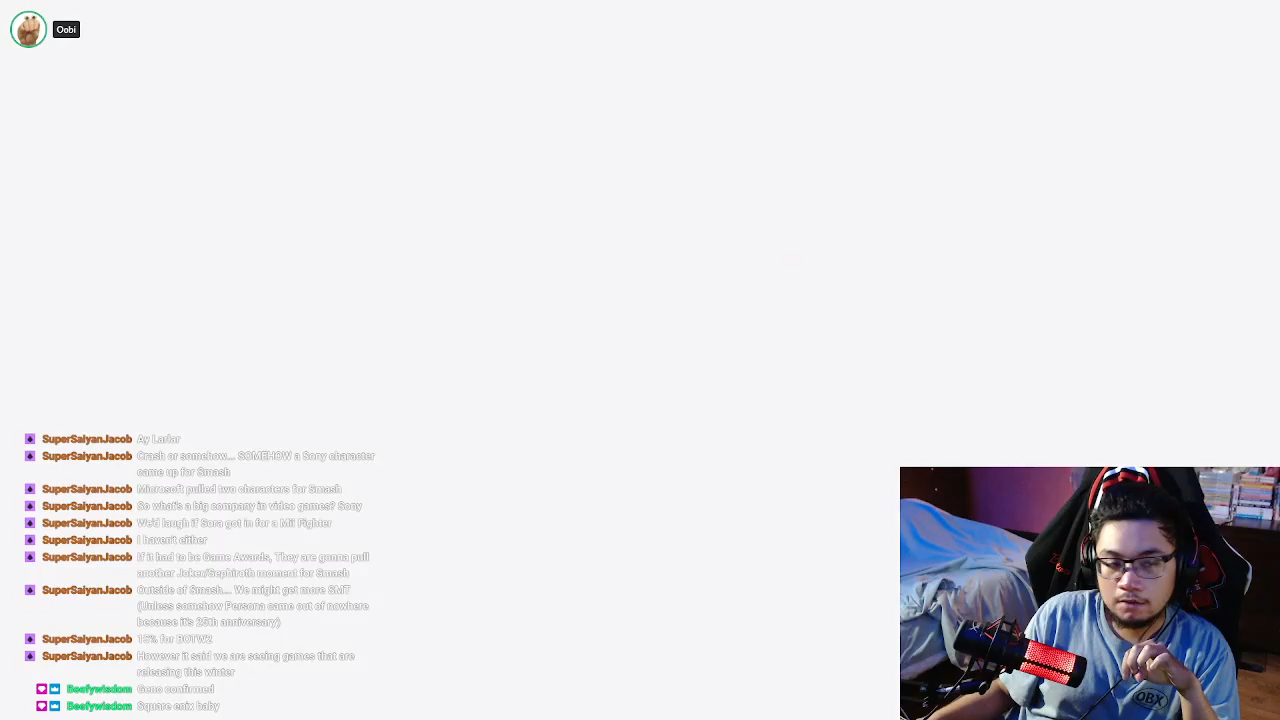 Oobi
SuperSaiyanJacob Ay Larlar
SuperSaiyanJacob Crash or somehow... SOMEHOW a Sony character
came up for Smash
SuperSaiyanJacob Microsoft pulled two characters for Smash
SuperSaiyanJacob So what's a big company in video games? Sony
SuperSaiyanJacob We'd laugh if Sora got in for a Mii Fighter
SuperSaiyanJacob I haven't either
SuperSaiyanJacob If it had to be Game Awards, They are gonna pull
another Joker/Sephiroth moment for Smash
SuperSaiyanJacob Outside of Smash... We might get more SMT
(Unless somehow Persona came out of nowhere
because it's 25th anniversary)
SuperSaiyanJacob 15% for BOTW2
SuperSaiyanJacob However it said we are seeing games that are
releasing this winter
Beefywisdom Geno confirmed
Beefywisdom Square enix baby
OBX